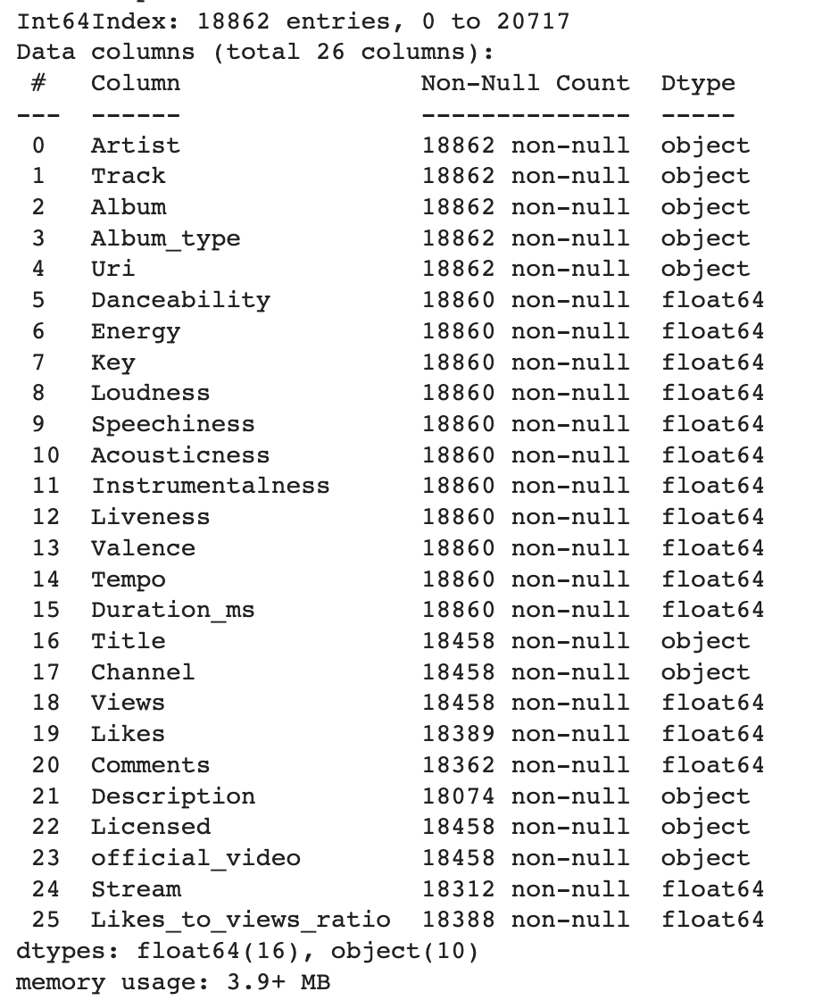 Int64Index: 18862 entries, 0 to 20717
Data columns (total 26 columns):
 #   Column                Non-Null Count  Dtype
---  ------                --------------  -----
 0   Artist                18862 non-null  object
 1   Track                 18862 non-null  object
 2   Album                 18862 non-null  object
 3   Album_type            18862 non-null  object
 4   Uri                   18862 non-null  object
 5   Danceability          18860 non-null  float64
 6   Energy                18860 non-null  float64
 7   Key                   18860 non-null  float64
 8   Loudness              18860 non-null  float64
 9   Speechiness           18860 non-null  float64
 10  Acousticness          18860 non-null  float64
 11  Instrumentalness      18860 non-null  float64
 12  Liveness              18860 non-null  float64
 13  Valence               18860 non-null  float64
 14  Tempo                 18860 non-null  float64
 15  Duration_ms           18860 non-null  float64
 16  Title                 18458 non-null  object
 17  Channel               18458 non-null  object
 18  Views                 18458 non-null  float64
 19  Likes                 18389 non-null  float64
 20  Comments              18362 non-null  float64
 21  Description           18074 non-null  object
 22  Licensed              18458 non-null  object
 23  official_video        18458 non-null  object
 24  Stream                18312 non-null  float64
 25  Likes_to_views_ratio  18388 non-null  float64
dtypes: float64(16), object(10)
memory usage: 3.9+ MB